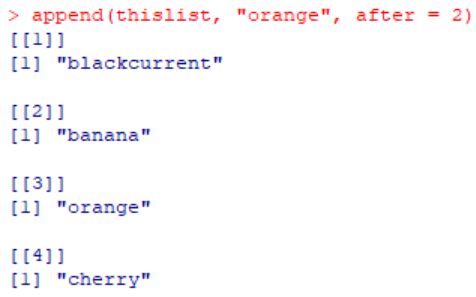 > append(thislist, "orange", after = 2)
[[1]]
[1] "blackcurrent"
[[2]]
[1] "banana"
[[3]]
[1] "orange"
[[4]]
[1] "cherry"